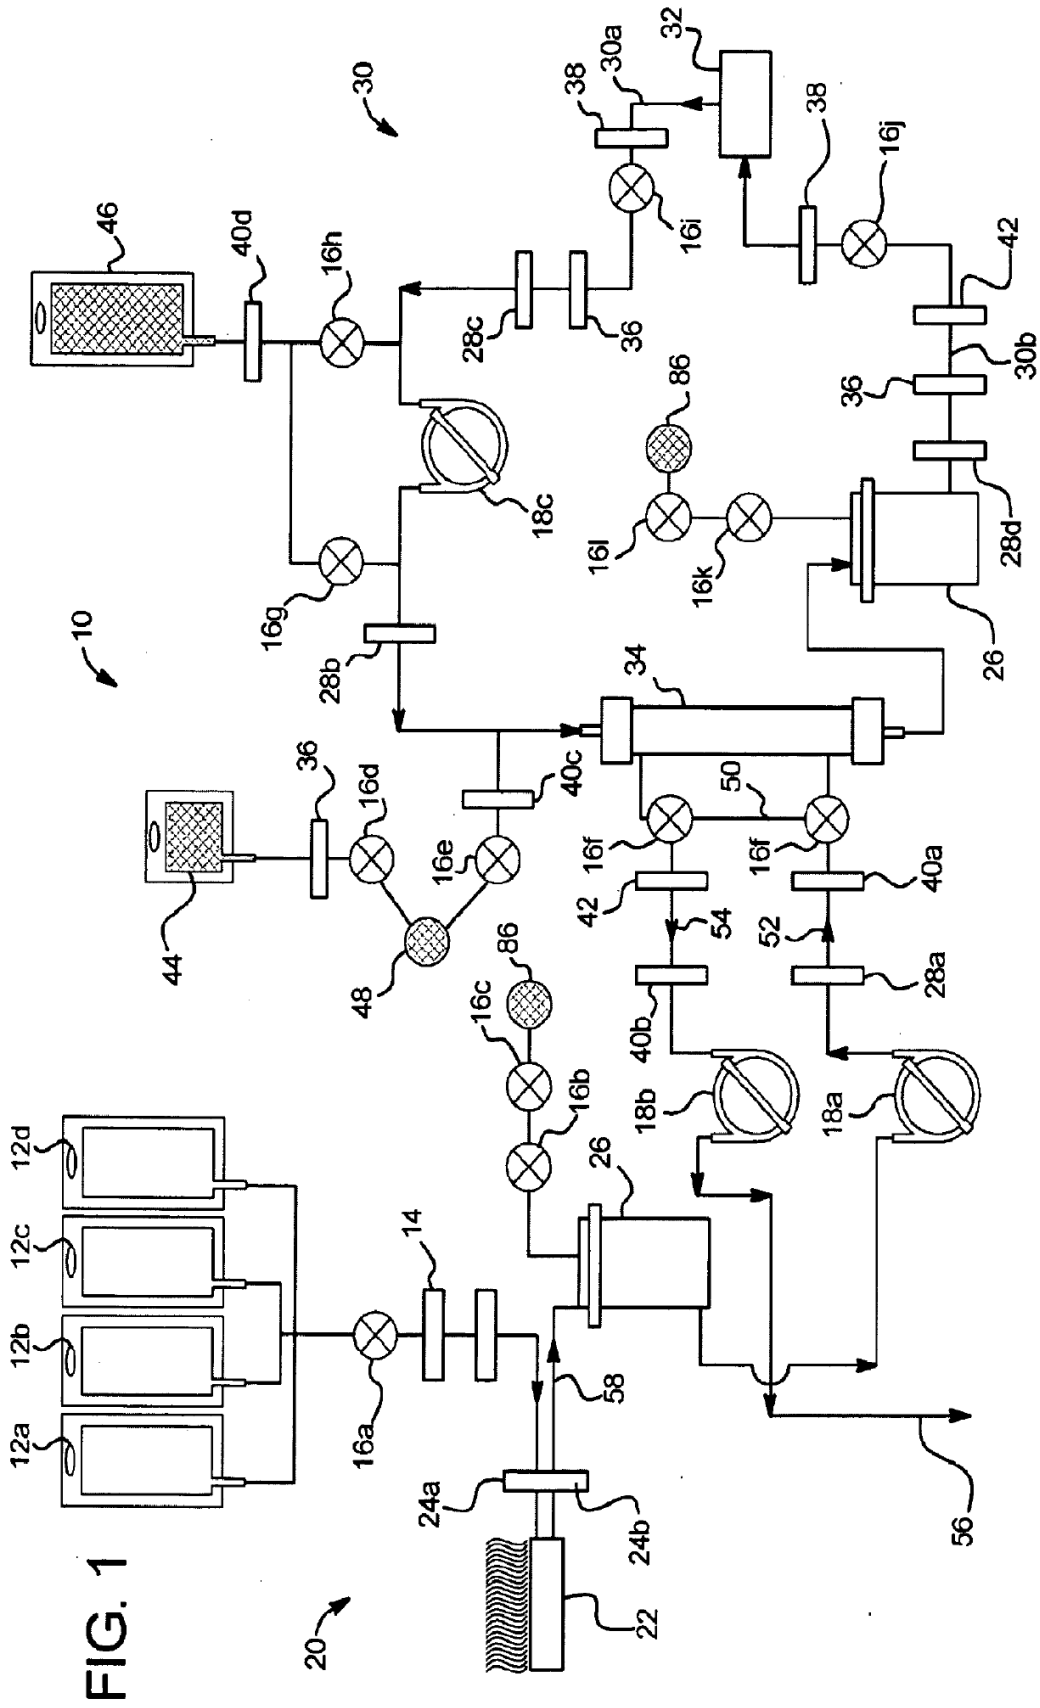 12a 12b 12c 12d
10
46
FIG. 1
44
36
40d
16g
20
28b
16h
16a
48
16d
30
14
24a
16e
28c
16c
86
18c
16b
40c
38
42
16f
26
16l
58
36
30a
24b
22
18b
40b
34
86
32
16i
16k
54
50
16f
52
38
18a
36
16j
28a
40a
56
26
28d
42
30b